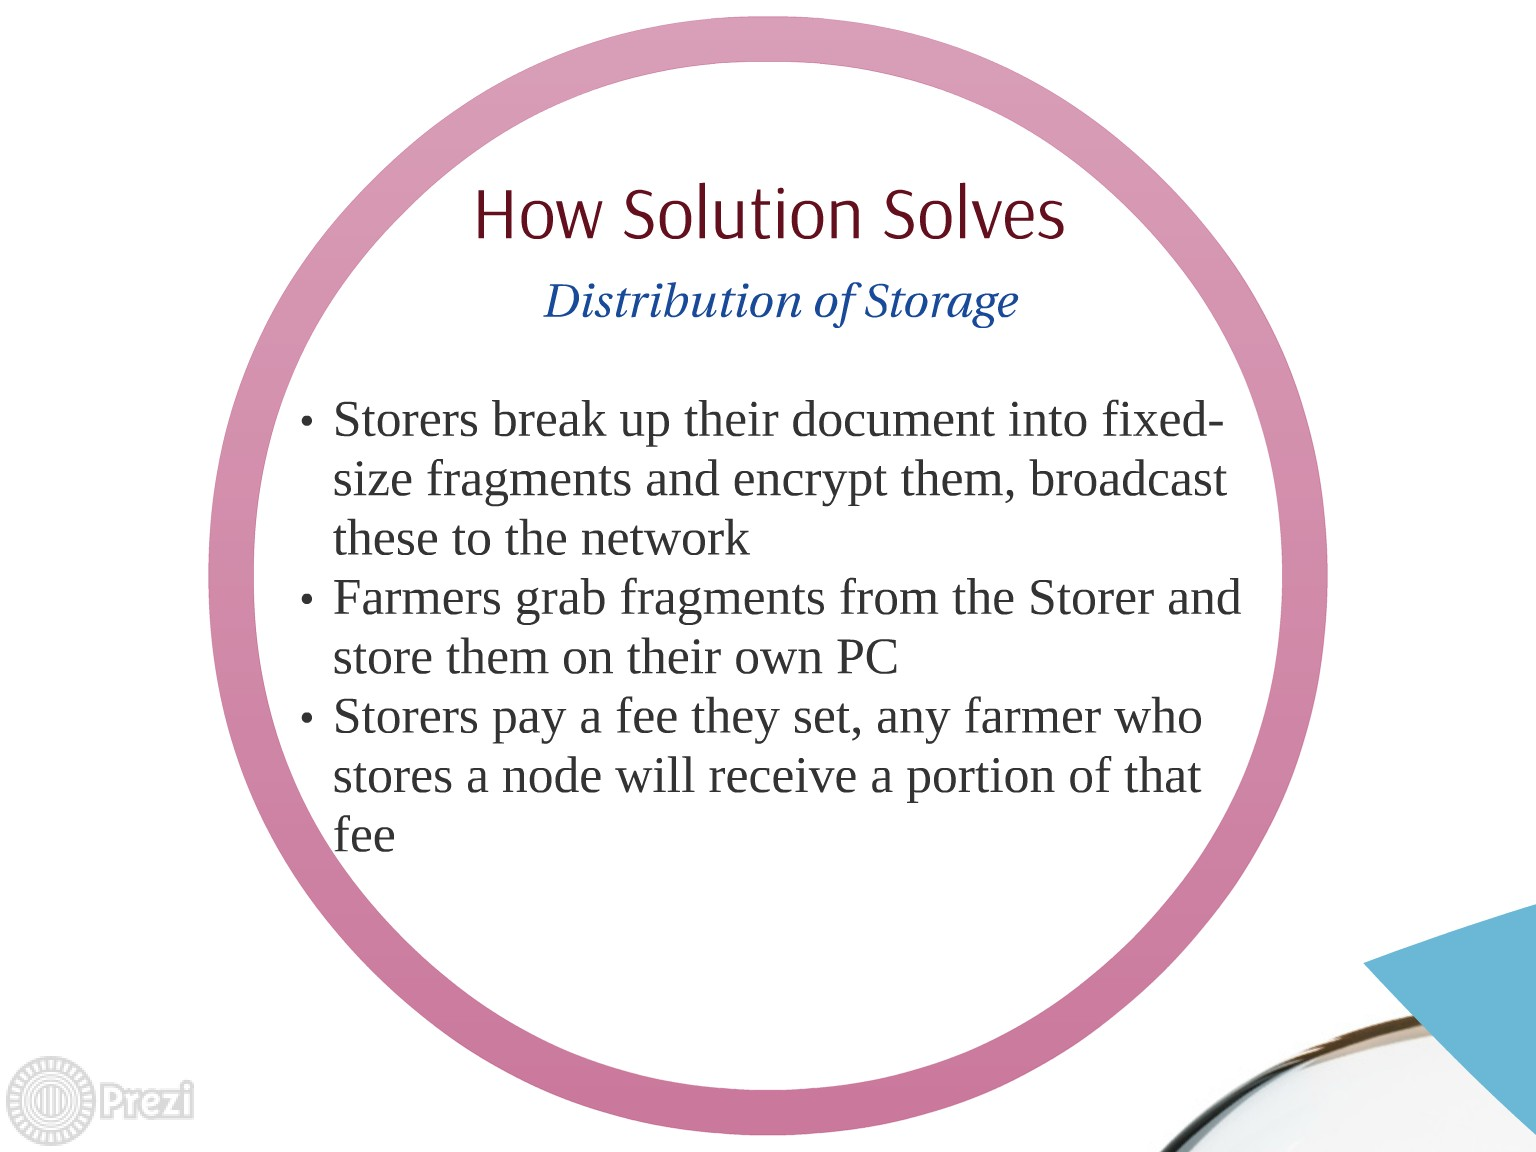 How Solution Solves
Distribution of Storage
• Storers break up their document into fixed-
size fragments and encrypt them, broadcast
these to the network
• Farmers grab fragments from the Storer and
store them on their own PC
• Storers pay a fee they set, any farmer who
stores a node will receive a portion of that
fee
Prezi